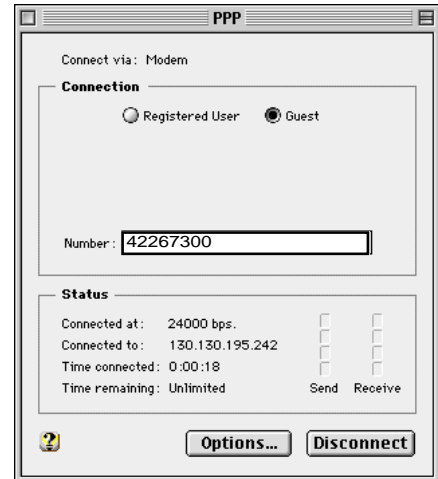 PPP
Connect via: Modem
Connection
Registered User Guest
Number: 42267300
Status
Connected at: 24000 bps.
Connected to: 130.130.195.242
Time connected: 0:00:18
Time remaining: Unlimited Send Receive
? Options... Disconnect